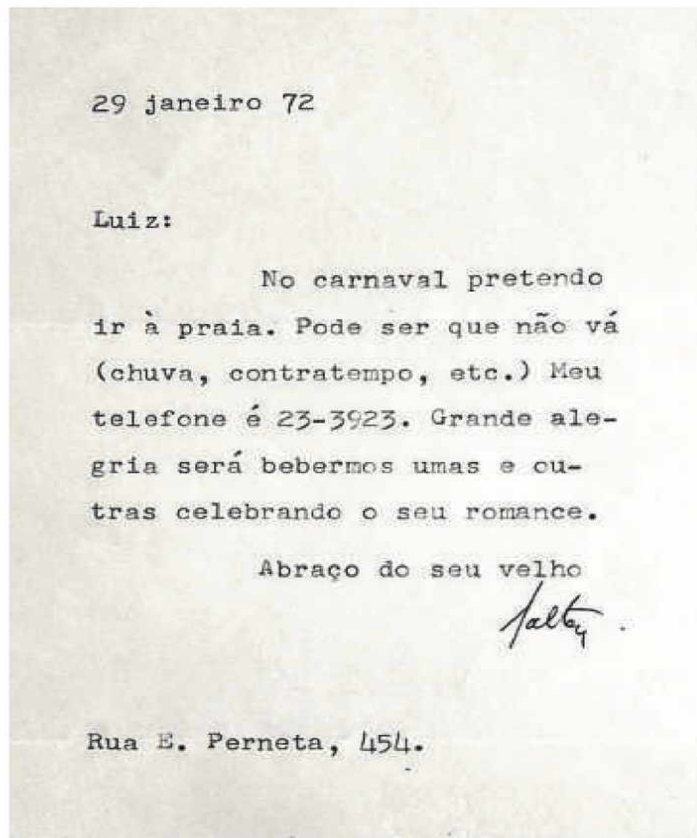 29 janeiro 72
Luiz:
No carnaval pretendo
ir à praia. Pode ser que não vá
(chuva, contratempo, etc.) Meu
telefone é 23-3923. Grande ale-
gria será bebermos umas e ou-
tras celebrando o seu romance.
Abraço do seu velho
Rua E. Perneta, 454.